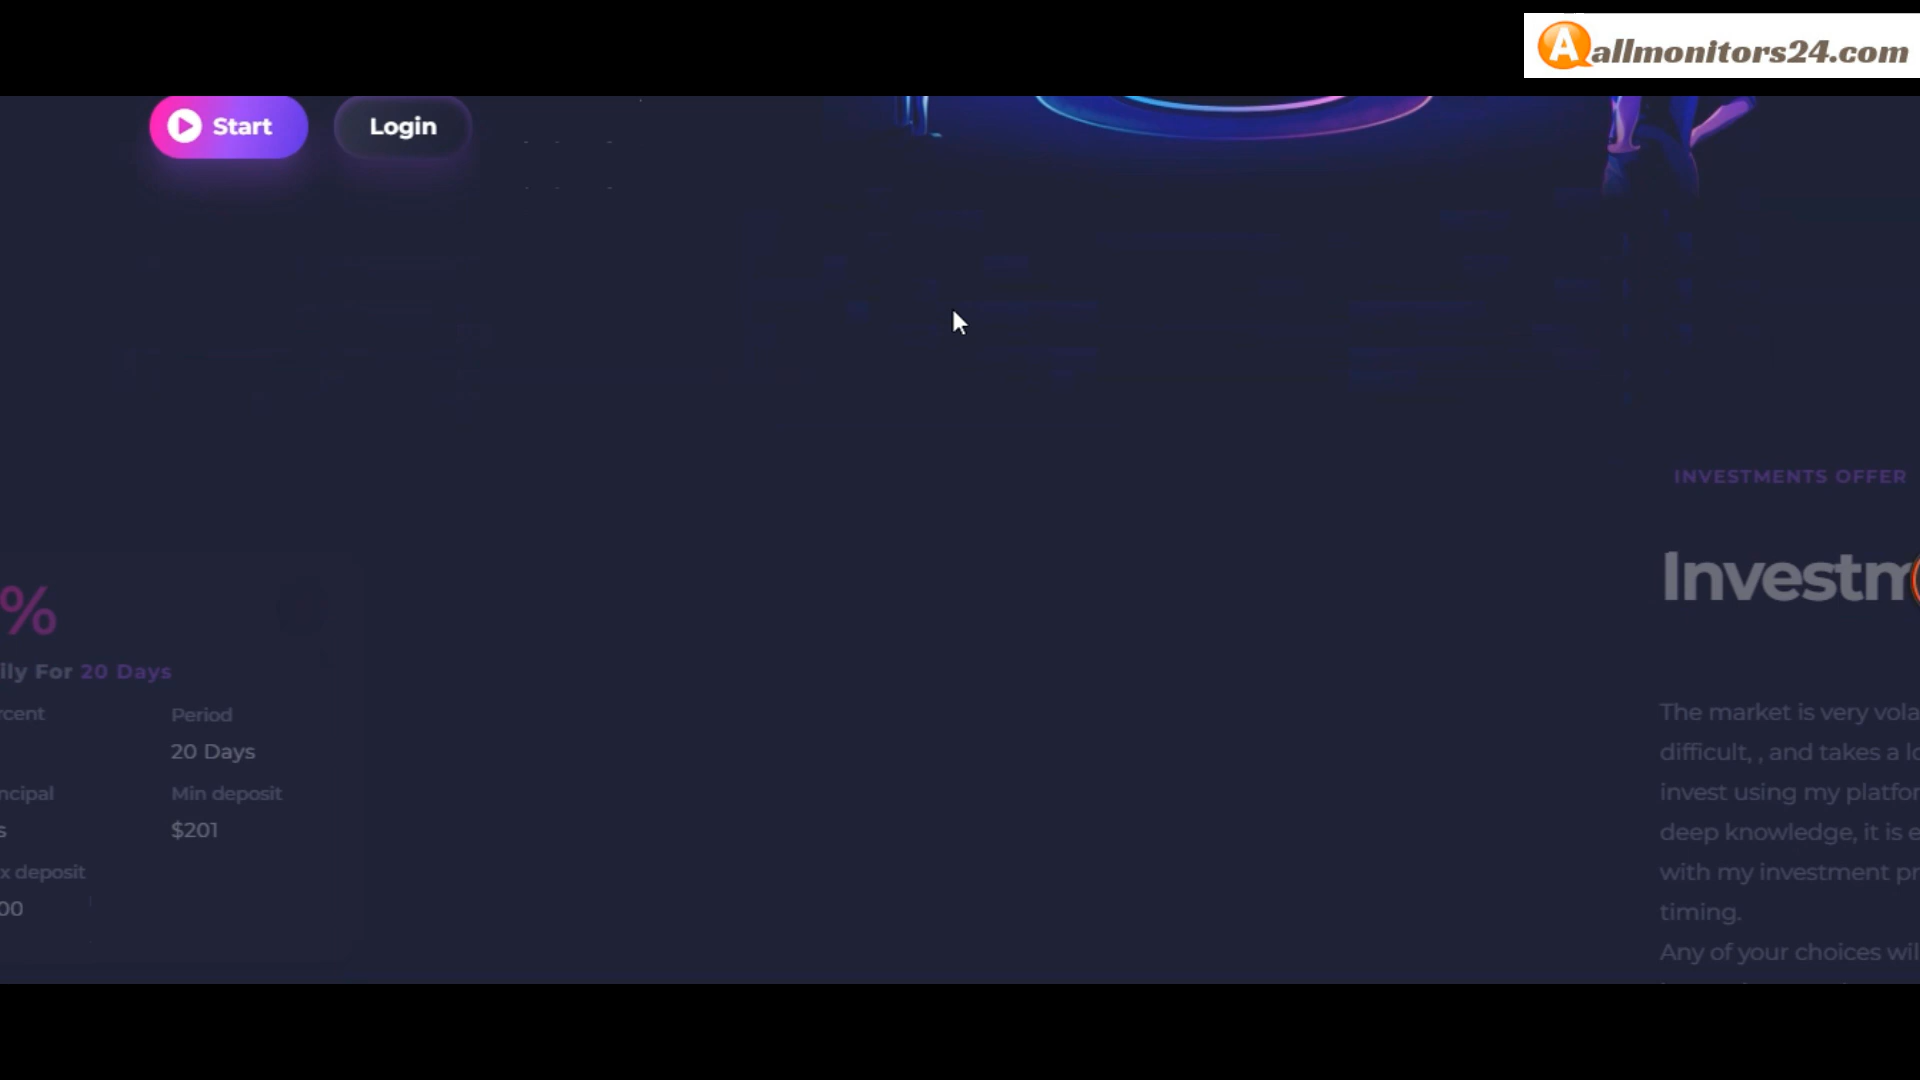 allmonitors24.com
Start
Login
INVESTMENTS OFFER
Investm
%
ily For 20 Days
rcent
Period
20 Days
ncipal
Min deposit
s
$201
x deposit
00
The market is very vola
difficult, , and takes a lo
invest using my platfor
deep knowledge, it is e
with my investment pr
timing.
Any of your choices wil